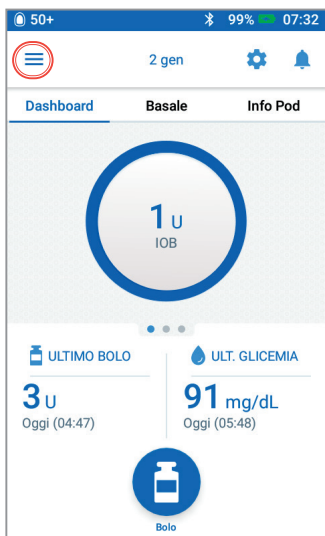 50+ 99% 07:32
2 gen
Dashboard Basale Info Pod
1 U
IOB
ULTIMO BOLO
3 U
Oggi (04:47)
ULT. GLICEMIA
91 mg/dL
Oggi (05:48)
Bolo